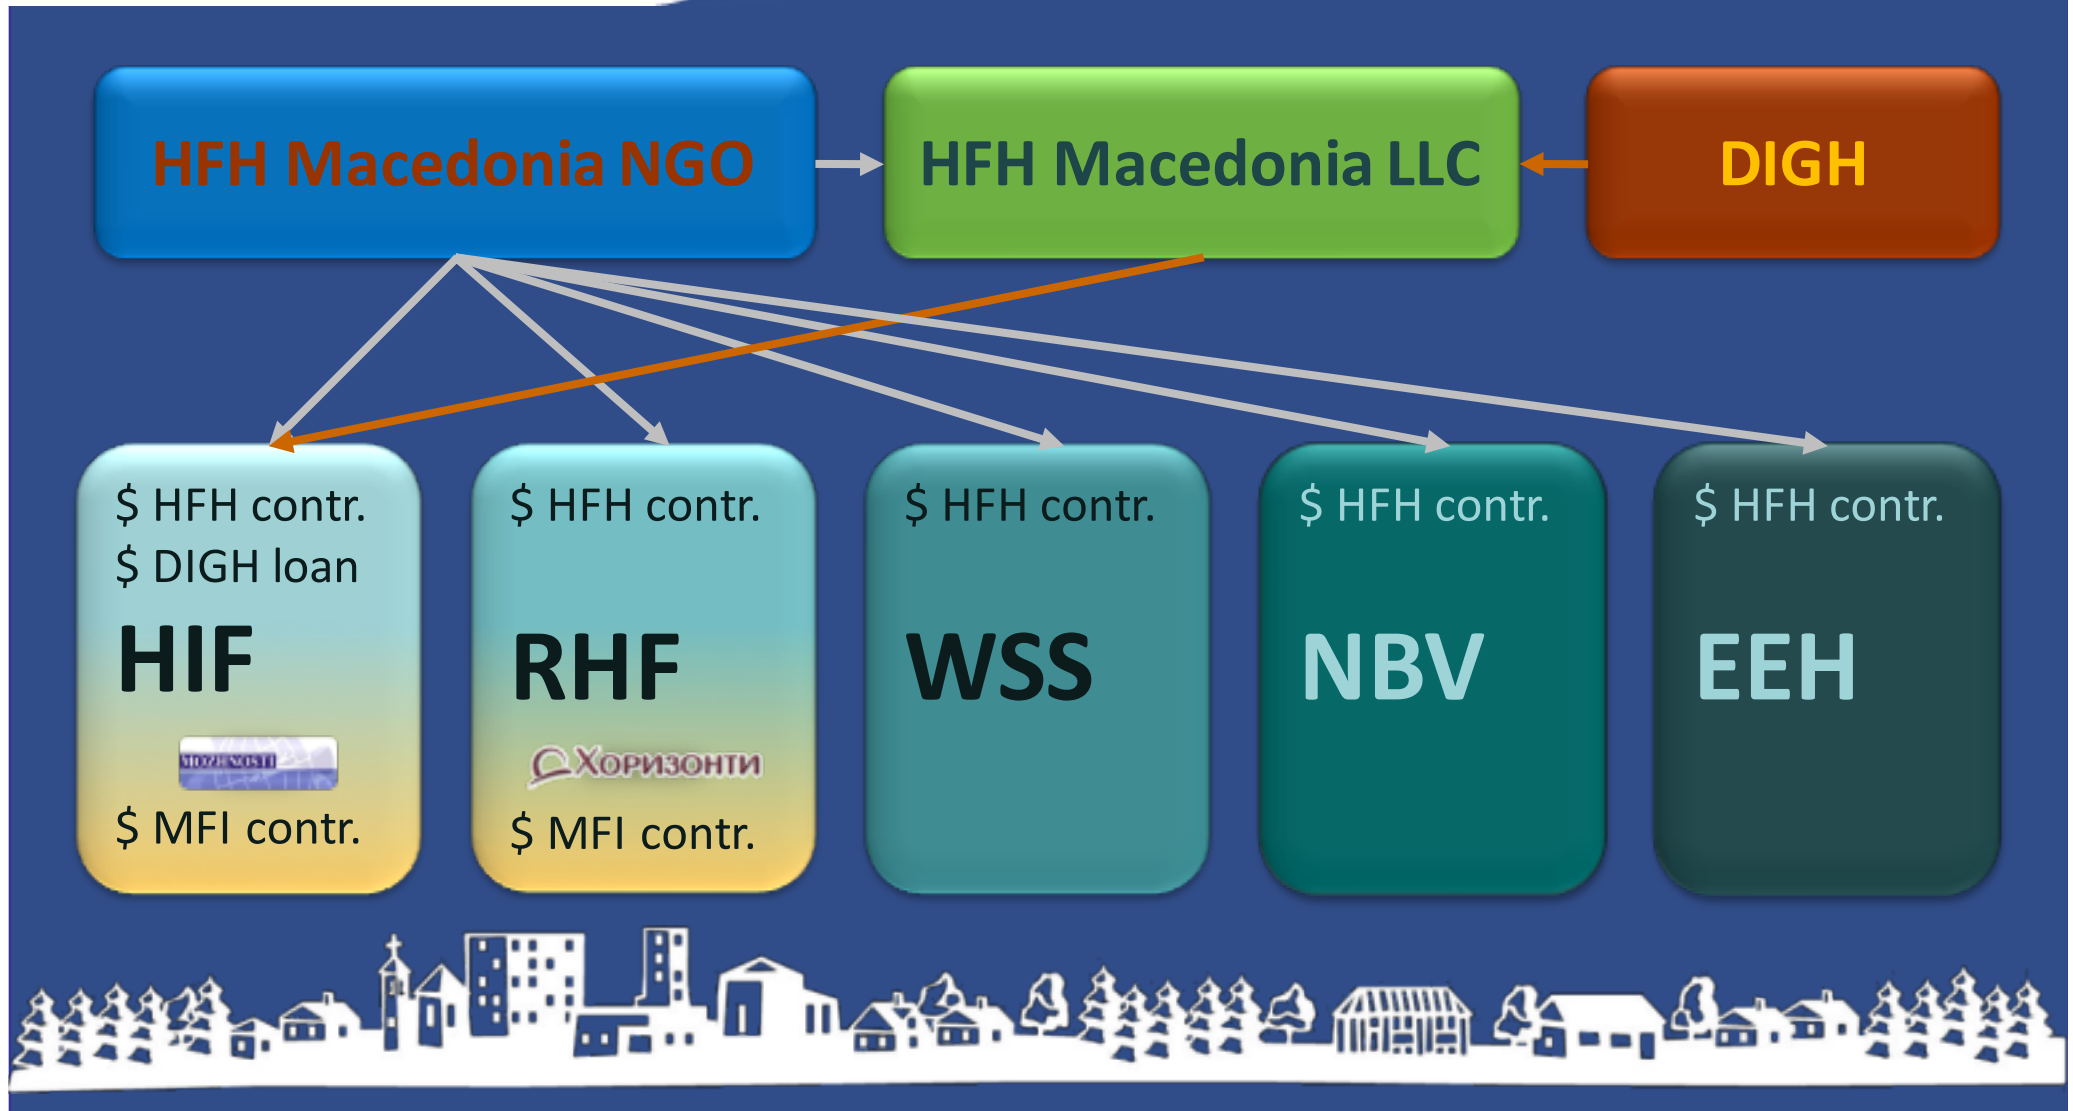 HFH Macedonia NGO
HFH Macedonia LLC
DIGH
$ HFH contr.
$ DIGH loan
HIF
MOZHNOSTI
$ MFI contr.
$ HFH contr.
RHF
Хоризонти
$ MFI contr.
$ HFH contr.
WSS
$ HFH contr.
NBV
$ HFH contr.
EEH